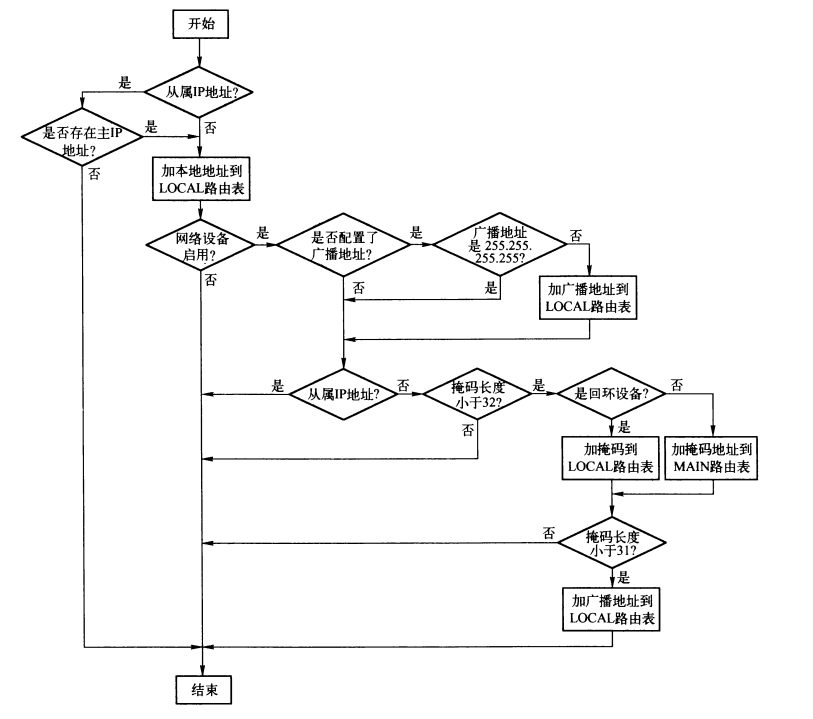 开始
是
从属IP地址?
是否存在主IP
地址?
是
否
否
加本地地址到
LOCAL路由表
网络设备
启用?
是
是否配置了
广播地址?
是
广播地址
是 255.255.
255.255?
否
否
否
是
加广播地址到
LOCAL路由表
是
从属IP地址?
否
掩码长度
小于32?
是
是回环设备?
否
否
是
加掩码到
LOCAL路由表
加掩码地址到
MAIN路由表
否
掩码长度
小于31?
是
加广播地址到
LOCAL路由表
结束